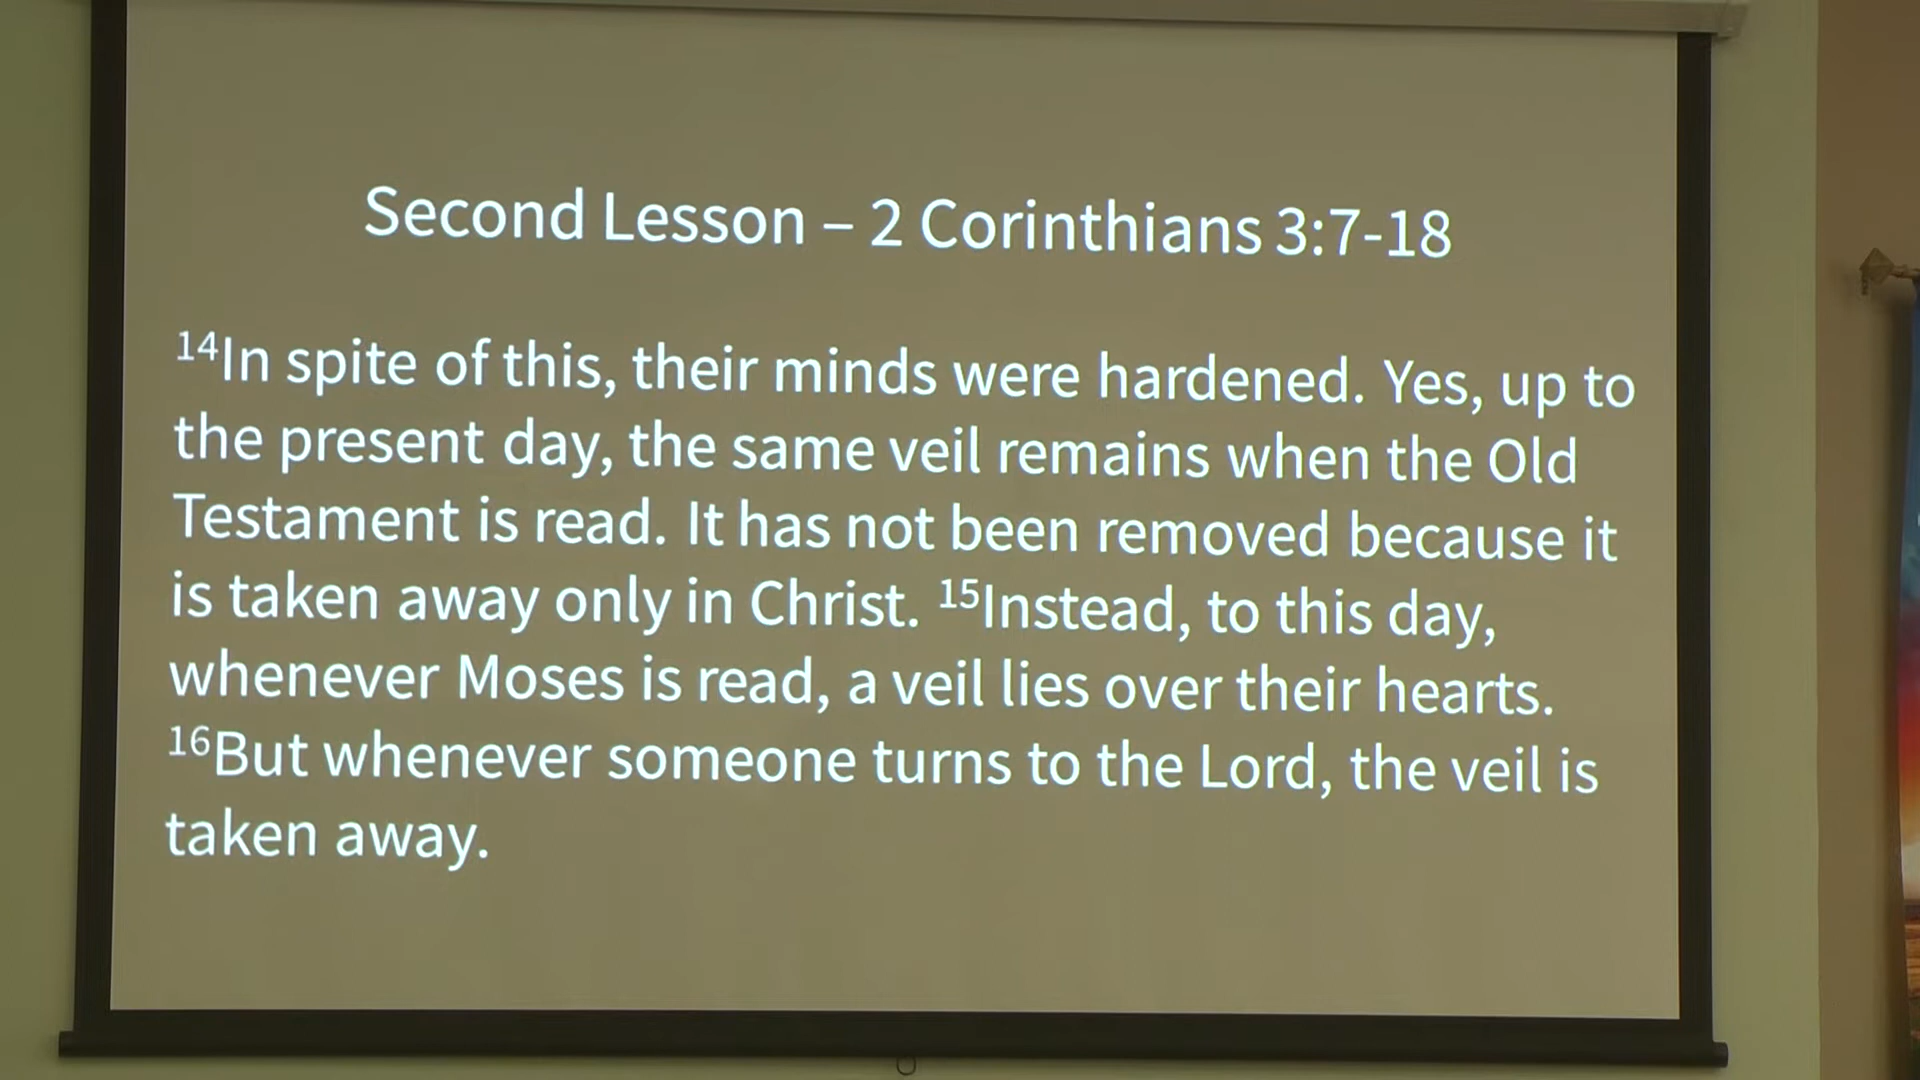 Second Lesson – 2 Corinthians 3:7-18
¹⁴In spite of this, their minds were hardened. Yes, up to
the present day, the same veil remains when the Old
Testament is read. It has not been removed because it
is taken away only in Christ. ¹⁵Instead, to this day,
whenever Moses is read, a veil lies over their hearts.
¹⁶But whenever someone turns to the Lord, the veil is
taken away.